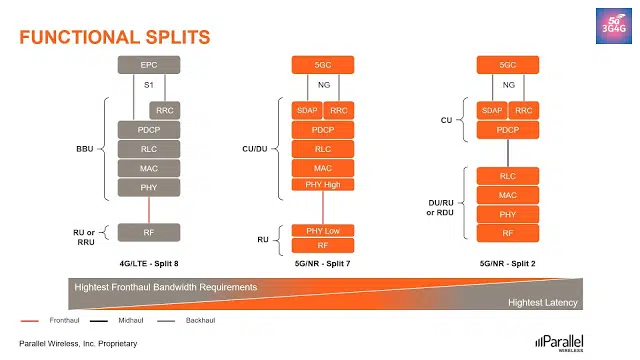 FUNCTIONAL SPLITS
5G
3G4G
EPC
S1
RRC
PDCP
RLC
MAC
PHY
RF
BBU
RU or
RRU
4G/LTE - Split 8
5GC
NG
SDAP
RRC
PDCP
RLC
MAC
PHY High
PHY Low
RF
CU/DU
RU
5G/NR - Split 7
5GC
NG
SDAP
RRC
PDCP
RLC
MAC
PHY
RF
CU
DU/RU
or RDU
5G/NR - Split 2
Highest Fronthaul Bandwidth Requirements
Highest Latency
Fronthaul
Midhaul
Backhaul
Parallel Wireless, Inc. Proprietary
Parallel
WIRELESS